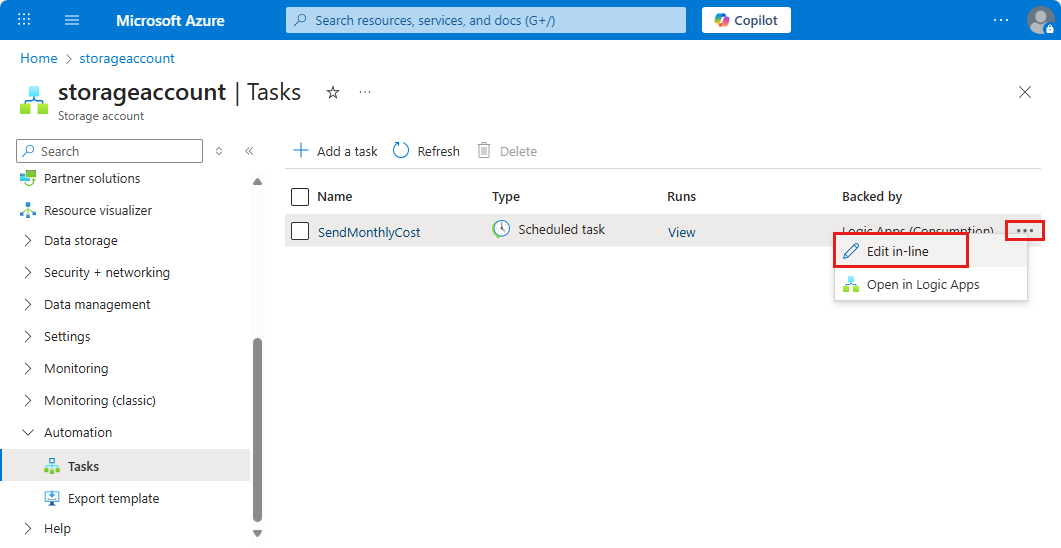 Microsoft Azure
Search resources, services, and docs (G+/)
Copilot
Home > storageaccount
storageaccount | Tasks
Storage account
Search
Add a task
Refresh
Delete
Partner solutions
Resource visualizer
Data storage
Security + networking
Data management
Settings
Monitoring
Monitoring (classic)
Automation
Tasks
Export template
Help
Name Type Runs Backed by
SendMonthlyCost Scheduled task View Logic Apps (Consumption)
Edit in-line
Open in Logic Apps